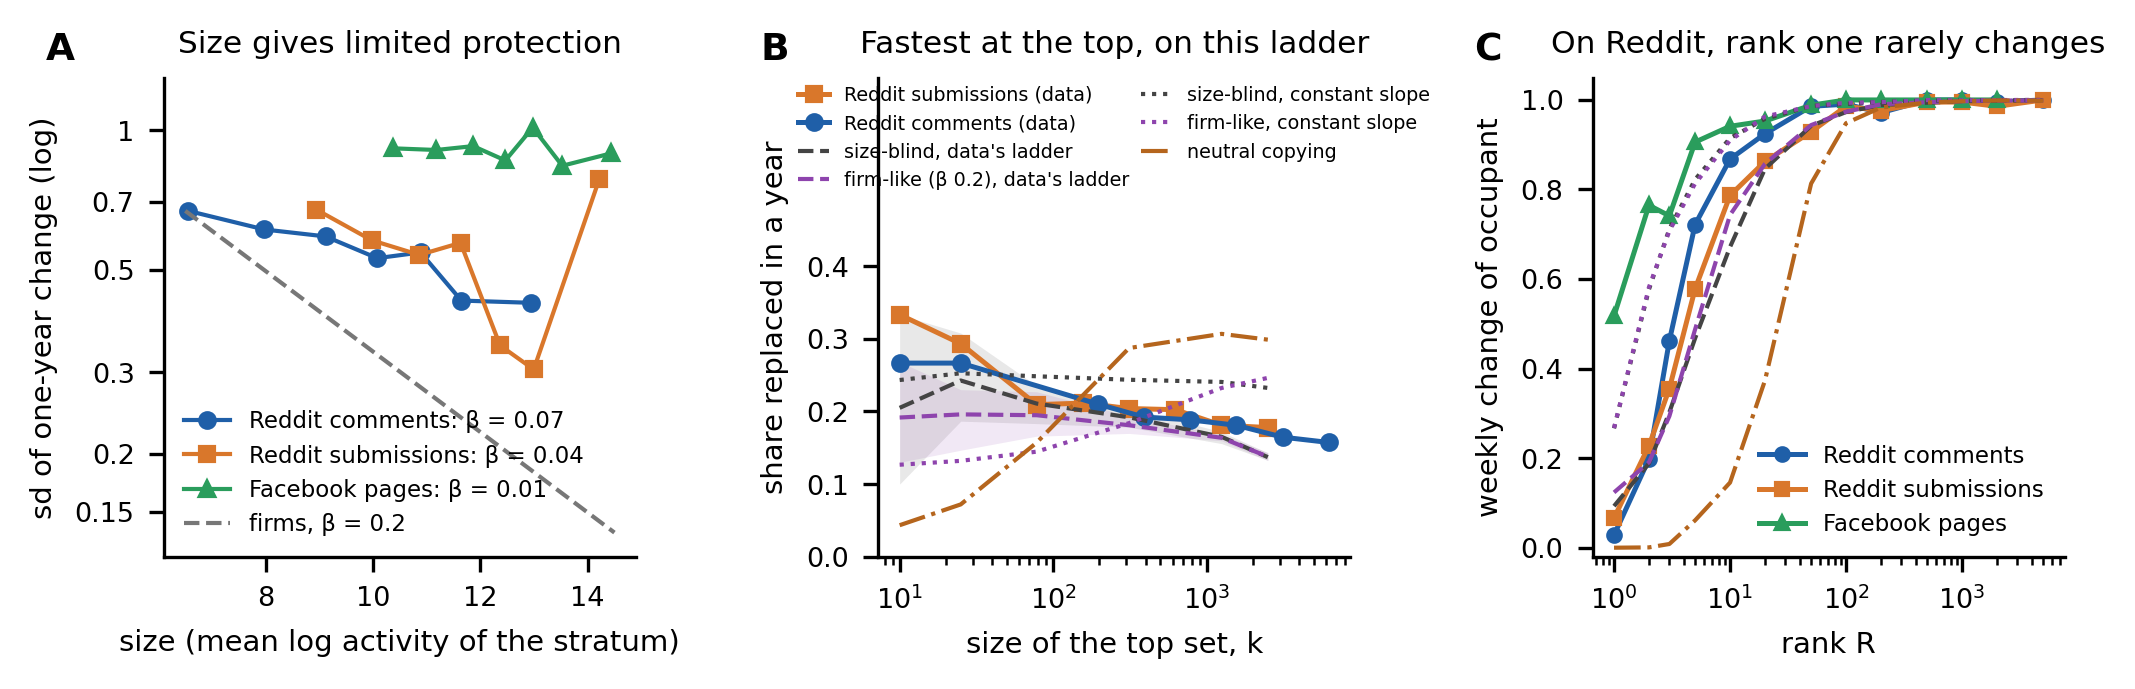 A
Size gives limited protection
sd of one-year change (log)
1
0.7
0.5
0.3
0.2
0.15
Reddit comments: β = 0.07
Reddit submissions: β = 0.04
Facebook pages: β = 0.01
firms, β = 0.2
8 10 12 14
size (mean log activity of the stratum)
B
Fastest at the top, on this ladder
share replaced in a year
Reddit submissions (data)
Reddit comments (data)
size-blind, data's ladder
firm-like (β 0.2), data's ladder
size-blind, constant slope
firm-like, constant slope
neutral copying
0.4
0.3
0.2
0.1
0.0
10¹ 10² 10³
size of the top set, k
C
On Reddit, rank one rarely changes
weekly change of occupant
1.0
0.8
0.6
0.4
0.2
0.0
Reddit comments
Reddit submissions
Facebook pages
10⁰ 10¹ 10² 10³
rank R